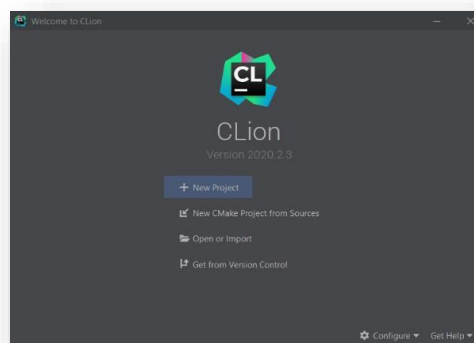 Welcome to CLion
CL
CLion
Version 2020.2.3
New Project
New CMake Project from Sources
Open or Import
Get from Version Control
Configure Get Help